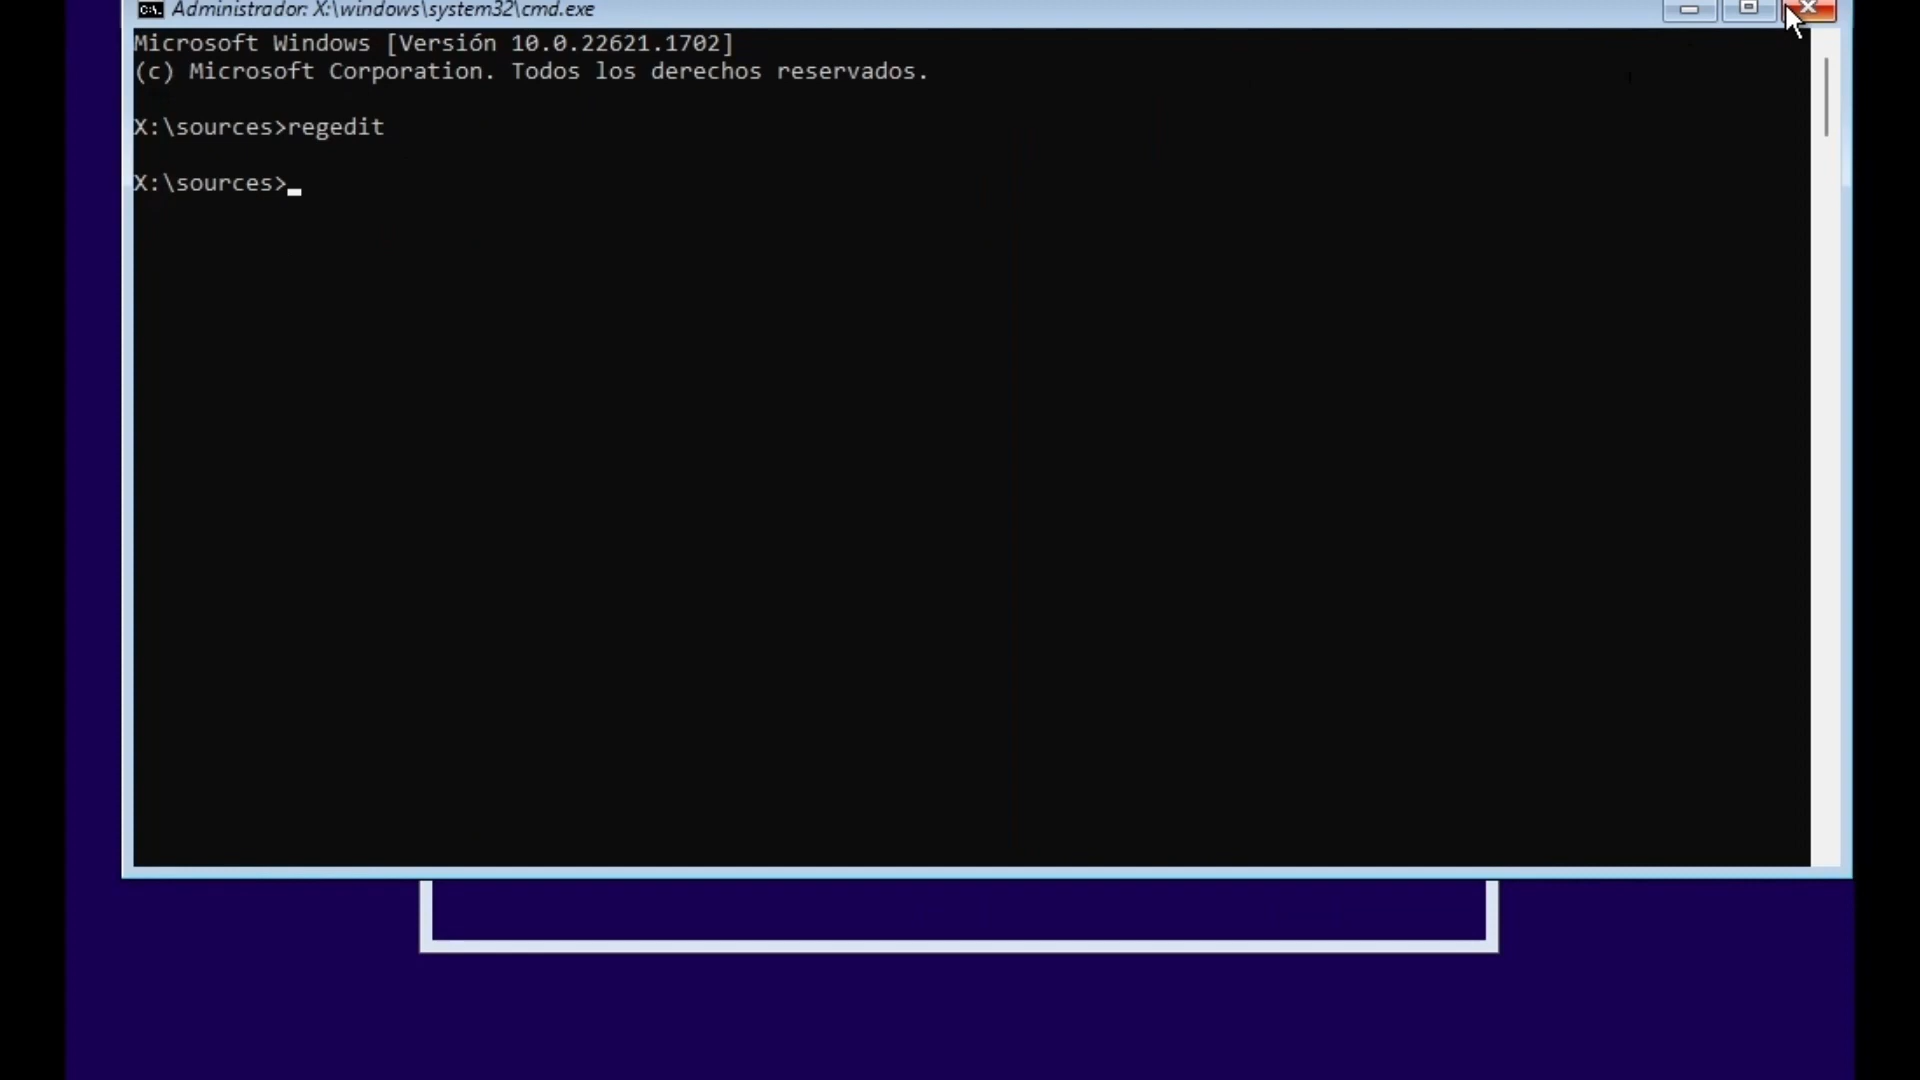 Administrador: X:\windows\system32\cmd.exe
Microsoft Windows [Versión 10.0.22621.1702]
(c) Microsoft Corporation. Todos los derechos reservados.
X:\sources>regedit
X:\sources>